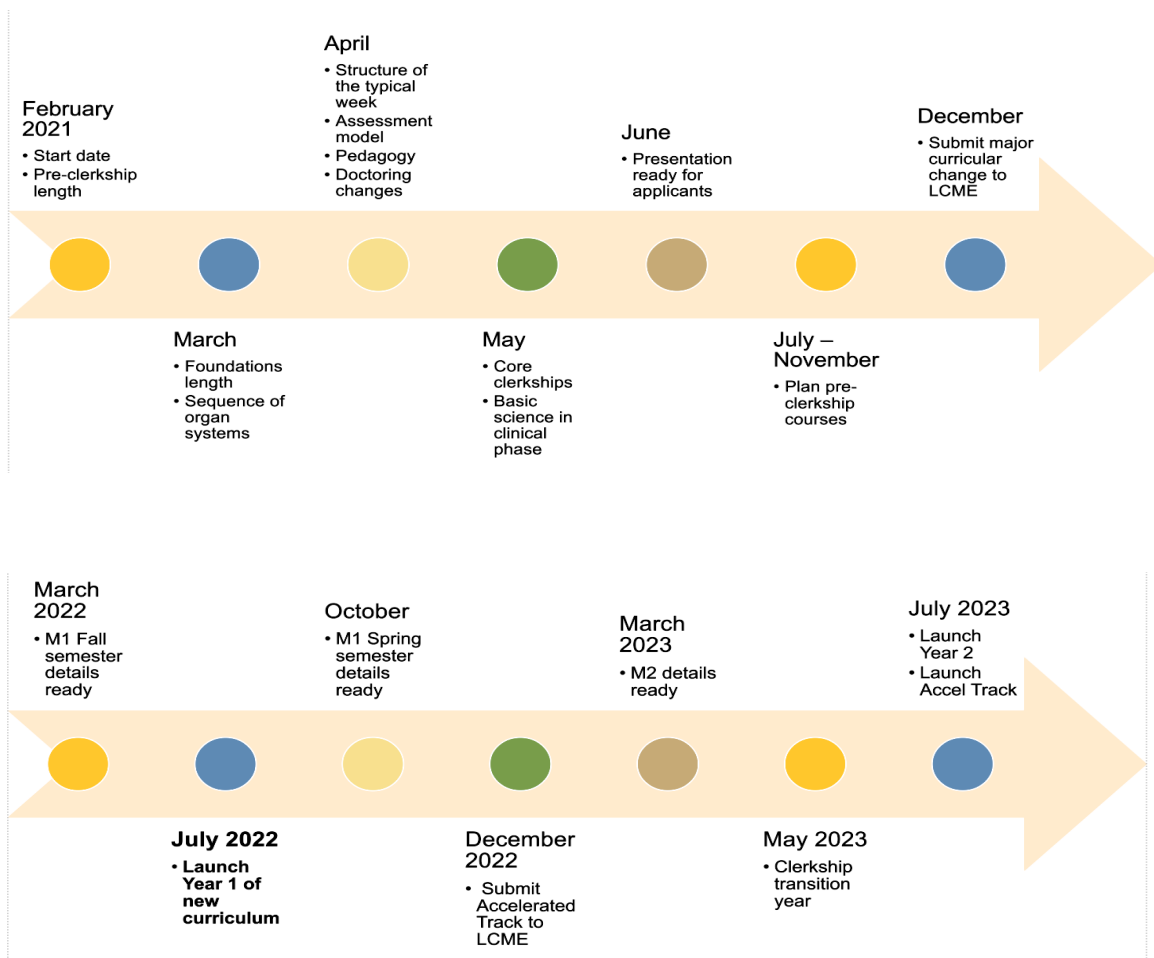 February
2021
• Start date
• Pre-clerkship
length
March
• Foundations
length
• Sequence of
organ
systems
April
• Structure of
the typical
week
• Assessment
model
• Pedagogy
• Doctoring
changes
May
• Core
clerkships
• Basic
science in
clinical
phase
June
• Presentation
ready for
applicants
July –
November
• Plan pre-
clerkship
courses
December
• Submit major
curricular
change to
LCME
March
2022
• M1 Fall
semester
details
ready
July 2022
• Launch
Year 1 of
new
curriculum
October
• M1 Spring
semester
details
ready
December
2022
• Submit
Accelerated
Track to
LCME
March
2023
• M2 details
ready
May 2023
• Clerkship
transition
year
July 2023
• Launch
Year 2
• Launch
Accel Track